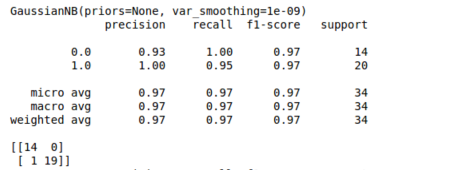 GaussianNB(priors=None, var_smoothing=1e-09)
precision recall f1-score support
0.0 0.93 1.00 0.97 14
1.0 1.00 0.95 0.97 20
micro avg 0.97 0.97 0.97 34
macro avg 0.97 0.97 0.97 34
weighted avg 0.97 0.97 0.97 34
[[14 0]
[ 1 19]]